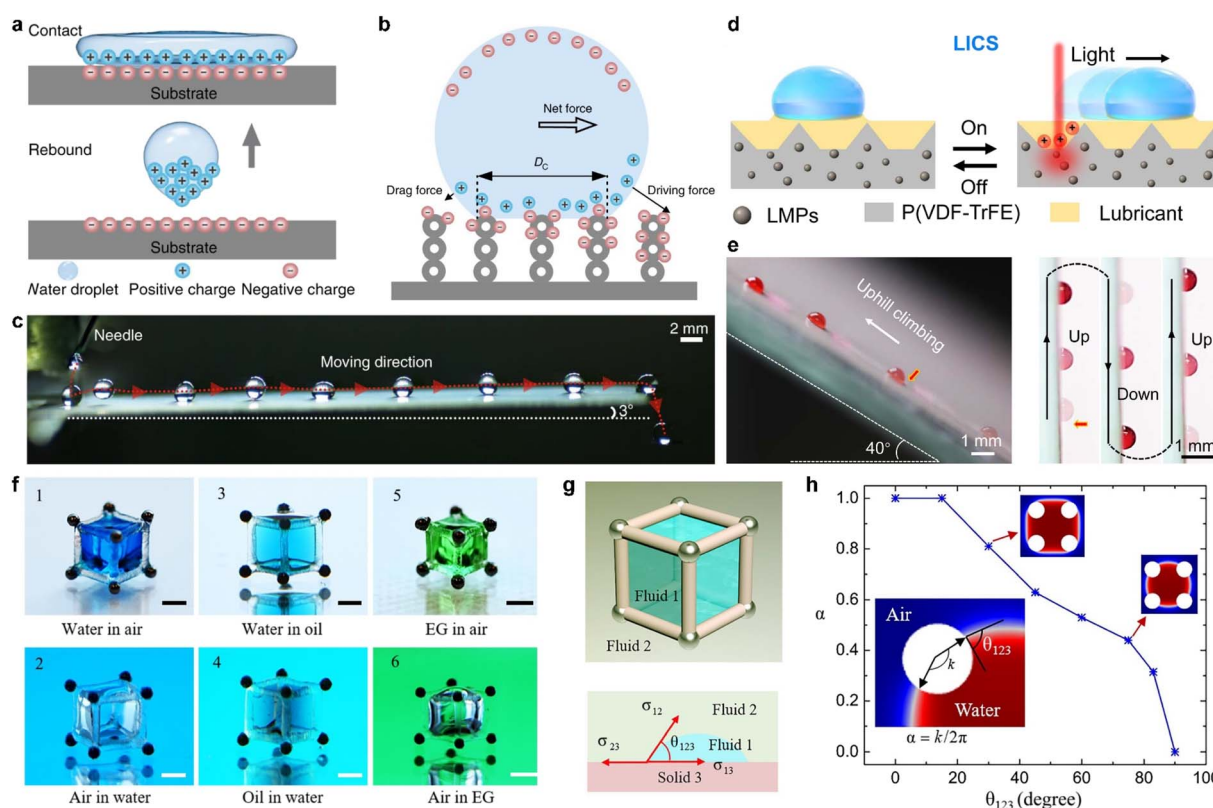 a
Contact
Substrate
Rebound
Substrate
Water droplet
Positive charge
Negative charge
b
Net force
D_C
Drag force
Driving force
c
Needle
2 mm
Moving direction
3°
d
LICS
Light
On
Off
LMPs
P(VDF-TrFE)
Lubricant
e
Uphill climbing
40°
1 mm
Up
Down
Up
1 mm
f
1
3
5
Water in air
Water in oil
EG in air
2
4
6
Air in water
Oil in water
Air in EG
g
Fluid 1
Fluid 2
σ12
Fluid 2
σ23
θ123
Fluid 1
σ13
Solid 3
h
1.0
0.8
0.6
0.4
0.2
0.0
α
Air
θ123
k
Water
α = k/2π
0
20
40
60
80
100
θ123 (degree)